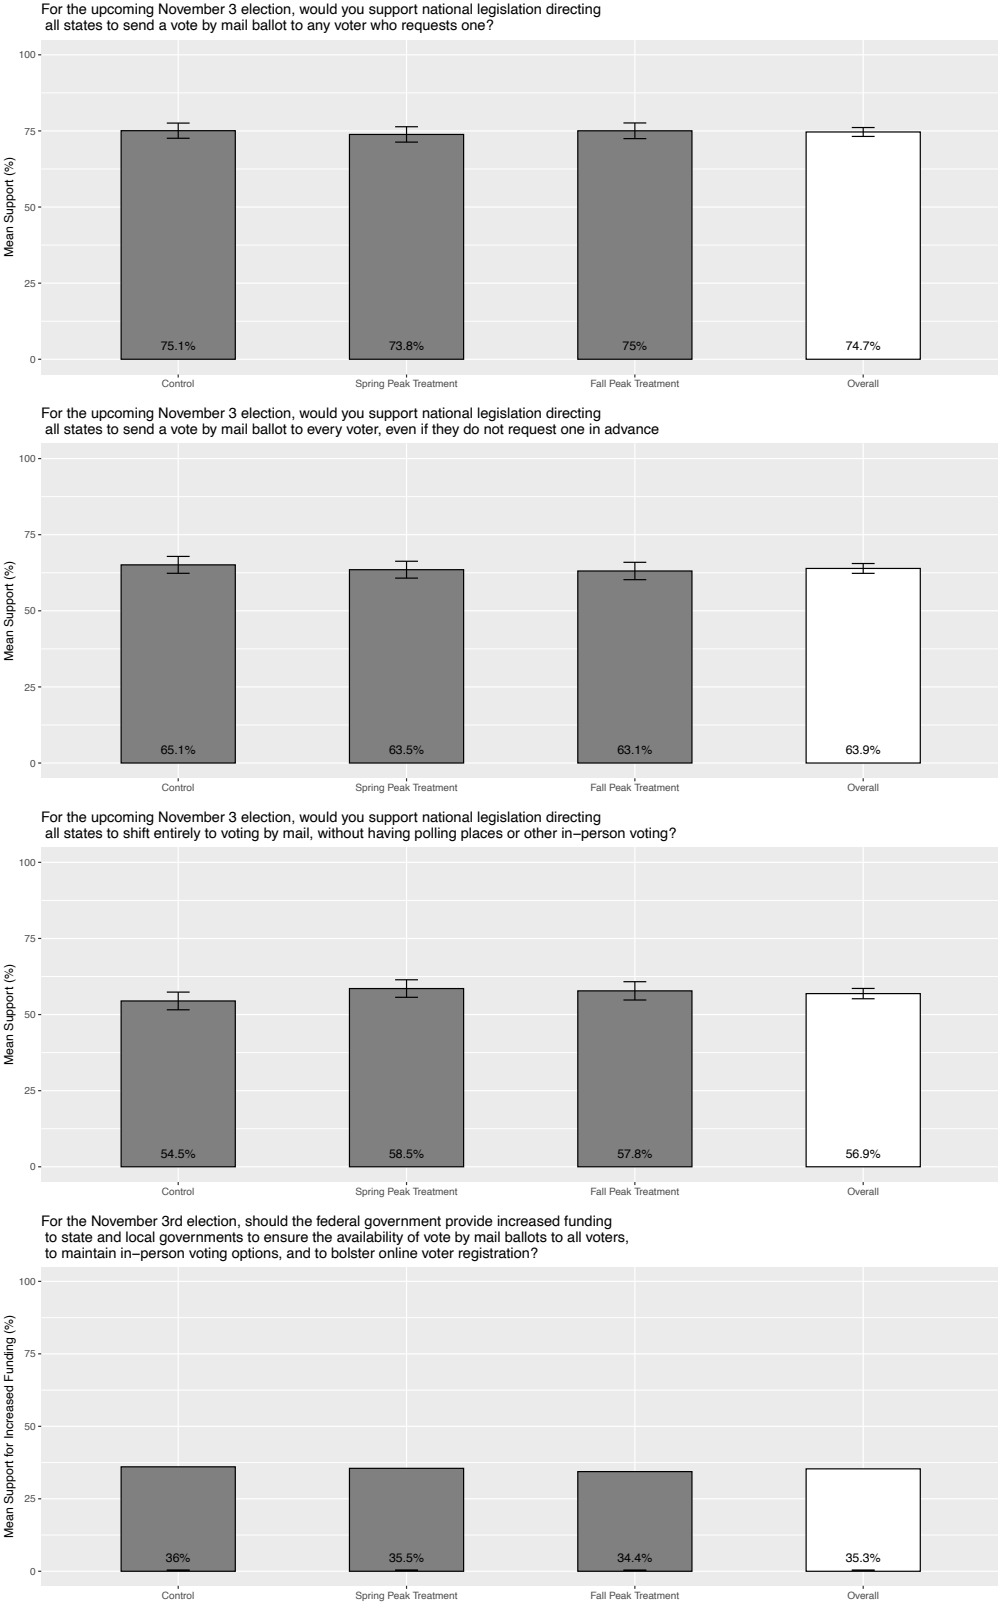 For the upcoming November 3 election, would you support national legislation directing
all states to send a vote by mail ballot to any voter who requests one?
100
75
50
25
0
Mean Support (%)
75.1%
73.8%
75%
74.7%
Control
Spring Peak Treatment
Fall Peak Treatment
Overall
For the upcoming November 3 election, would you support national legislation directing
all states to send a vote by mail ballot to every voter, even if they do not request one in advance
100
75
50
25
0
Mean Support (%)
65.1%
63.5%
63.1%
63.9%
Control
Spring Peak Treatment
Fall Peak Treatment
Overall
For the upcoming November 3 election, would you support national legislation directing
all states to shift entirely to voting by mail, without having polling places or other in−person voting?
100
75
50
25
0
Mean Support (%)
54.5%
58.5%
57.8%
56.9%
Control
Spring Peak Treatment
Fall Peak Treatment
Overall
For the November 3rd election, should the federal government provide increased funding
to state and local governments to ensure the availability of vote by mail ballots to all voters,
to maintain in−person voting options, and to bolster online voter registration?
100
75
50
25
0
Mean Support for Increased Funding (%)
36%
35.5%
34.4%
35.3%
Control
Spring Peak Treatment
Fall Peak Treatment
Overall